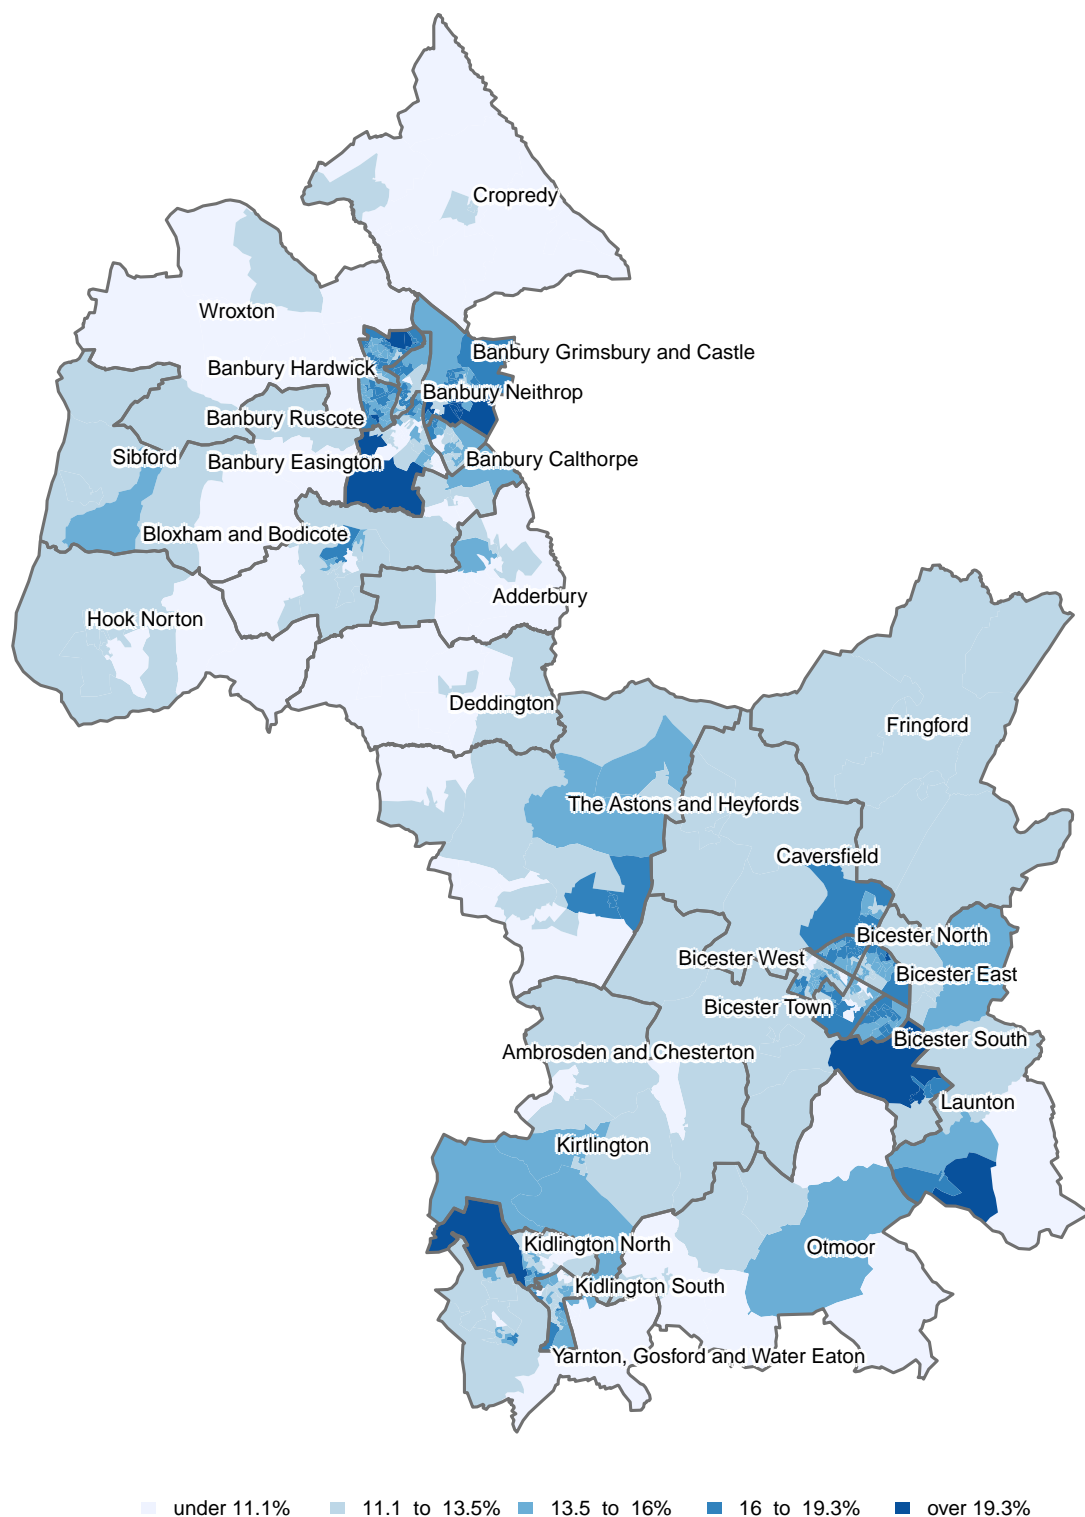 Cropredy
Wroxton
Banbury Grimsbury and Castle
Banbury Hardwick
Banbury Neithrop
Banbury Ruscote
Sibford
Banbury Easington
Banbury Calthorpe
Bloxham and Bodicote
Adderbury
Hook Norton
Deddington
Fringford
The Astons and Heyfords
Caversfield
Bicester North
Bicester West
Bicester East
Bicester Town
Bicester South
Ambrosden and Chesterton
Launton
Kirtlington
Kidlington North
Otmoor
Kidlington South
Yarnton, Gosford and Water Eaton
under 11.1% 11.1 to 13.5% 13.5 to 16% 16 to 19.3% over 19.3%